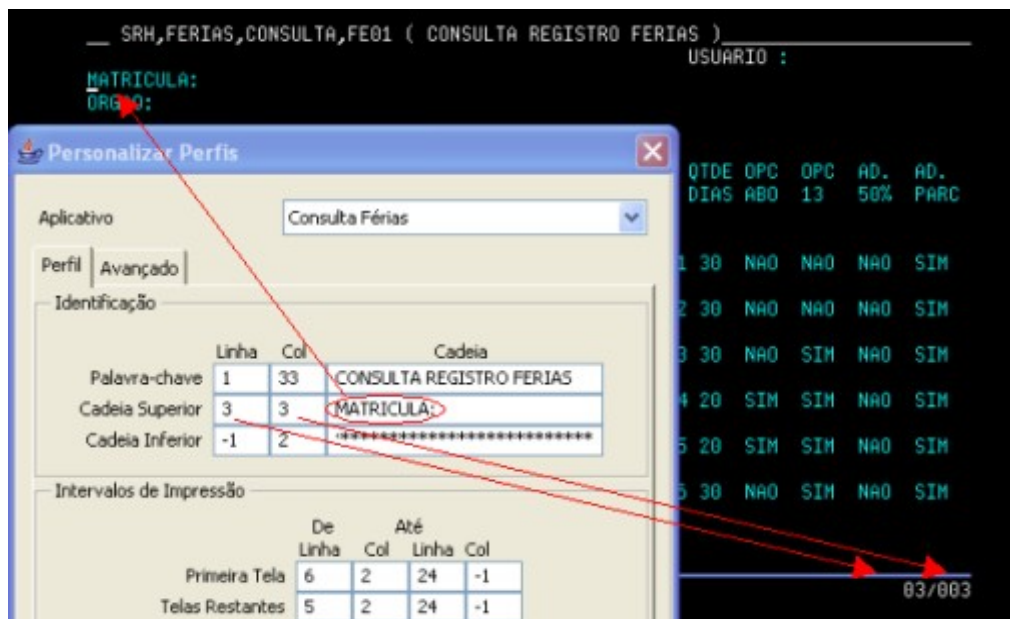 SRH,FERIAS,CONSULTA,FE01 ( CONSULTA REGISTRO FERIAS )
USUARIO :
MATRICULA:
ORGAO:
Personalizar Perfis
QTDE OPC OPC AD. AD.
DIAS ABO 13 50% PARC
Aplicativo Consulta Férias
Perfil Avançado
1 30 NAO NAO NAO SIM
Identificação
2 30 NAO NAO NAO SIM
Linha Col Cadeia
3 30 NAO SIM NAO SIM
Palavra-chave 1 33 CONSULTA REGISTRO FERIAS
Cadeia Superior 3 3 MATRICULA:
4 20 SIM SIM NAO SIM
Cadeia Inferior -1 2 ***************************
5 20 SIM SIM NAO SIM
Intervalos de Impressão
6 30 NAO SIM NAO SIM
De Até
Linha Col Linha Col
Primeira Tela 6 2 24 -1
03/003
Telas Restantes 5 2 24 -1